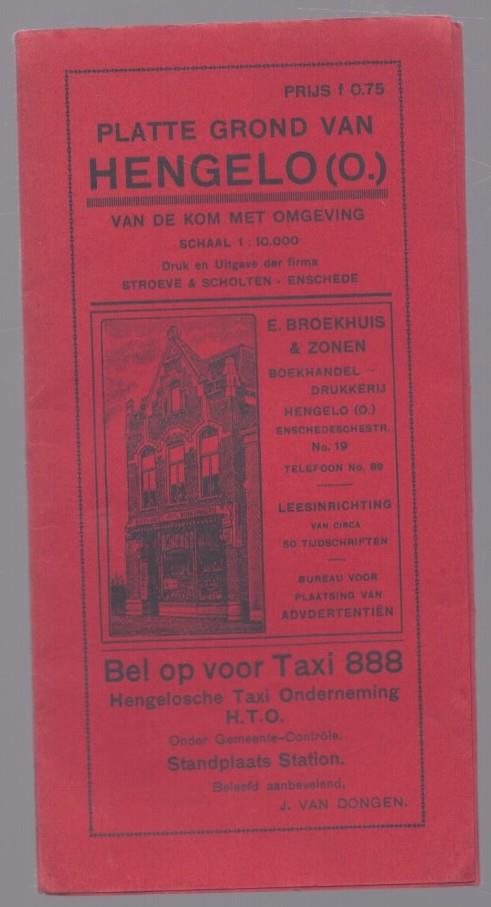 PRIJS f 0.75
PLATTE GROND VAN
HENGELO (O.)
VAN DE KOM MET OMGEVING
SCHAAL 1 : 10.000
Druk en Uitgave der firma
STROEVE & SCHOLTEN - ENSCHEDE
E. BROEKHUIS
& ZONEN
BOEKHANDEL —
DRUKKERIJ
HENGELO (O.)
ENSCHEDESCHESTR.
No. 19
TELEFOON No. 89
LEESINRICHTING
VAN CIRCA
50 TIJDSCHRIFTEN
BUREAU VOOR
PLAATSING VAN
ADVDERTENTIËN
Bel op voor Taxi 888
Hengelosche Taxi Onderneming
H.T.O.
Onder Gemeente-Contrôle.
Standplaats Station.
Beleefd aanbevelend,
J. VAN DONGEN.